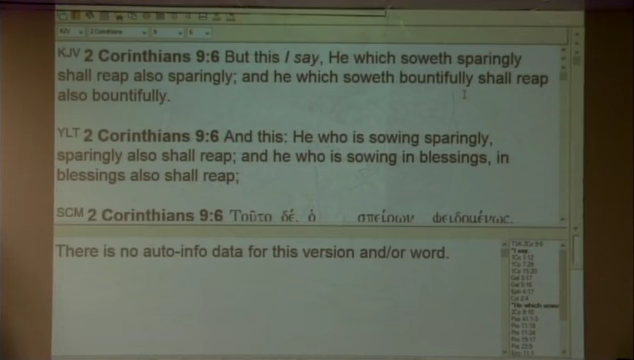 KJV 2 Corinthians 9:6 But this I say, He which soweth sparingly
shall reap also sparingly; and he which soweth bountifully shall reap
also bountifully.
YLT 2 Corinthians 9:6 And this: He who is sowing sparingly,
sparingly also shall reap; and he who is sowing in blessings, in
blessings also shall reap;
SCM 2 Corinthians 9:6 Τοῦτο δέ, ὁ σπείρων φειδομένως,
There is no auto-info data for this version and/or word.